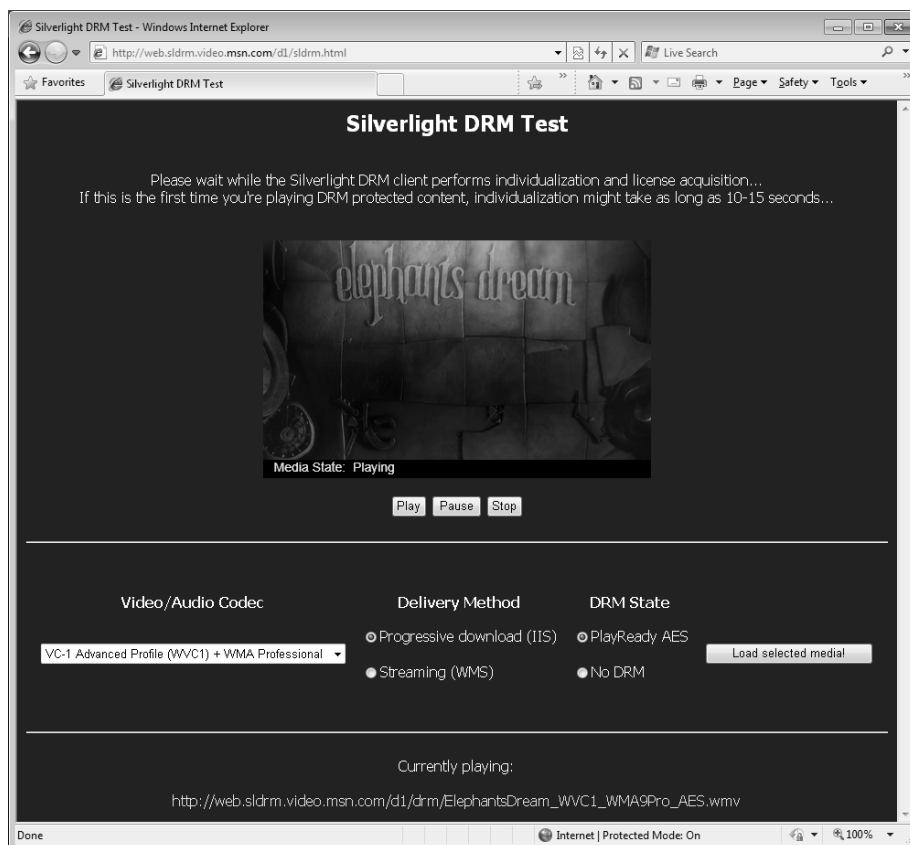 Silverlight DRM Test - Windows Internet Explorer
http://web.sldrm.video.msn.com/d1/sldrm.html
Live Search
Favorites
Silverlight DRM Test
»
Page
Safety
Tools
»
Silverlight DRM Test
Please wait while the Silverlight DRM client performs individualization and license acquisition...
If this is the first time you're playing DRM protected content, individualization might take as long as 10-15 seconds...
elephants dream
Media State: Playing
Play
Pause
Stop
Video/Audio Codec
Delivery Method
DRM State
Progressive download (IIS)
PlayReady AES
VC-1 Advanced Profile (WVC1) + WMA Professional
Load selected media!
Streaming (WMS)
No DRM
Currently playing:
http://web.sldrm.video.msn.com/d1/drm/ElephantsDream_WVC1_WMA9Pro_AES.wmv
Done
Internet | Protected Mode: On
100%